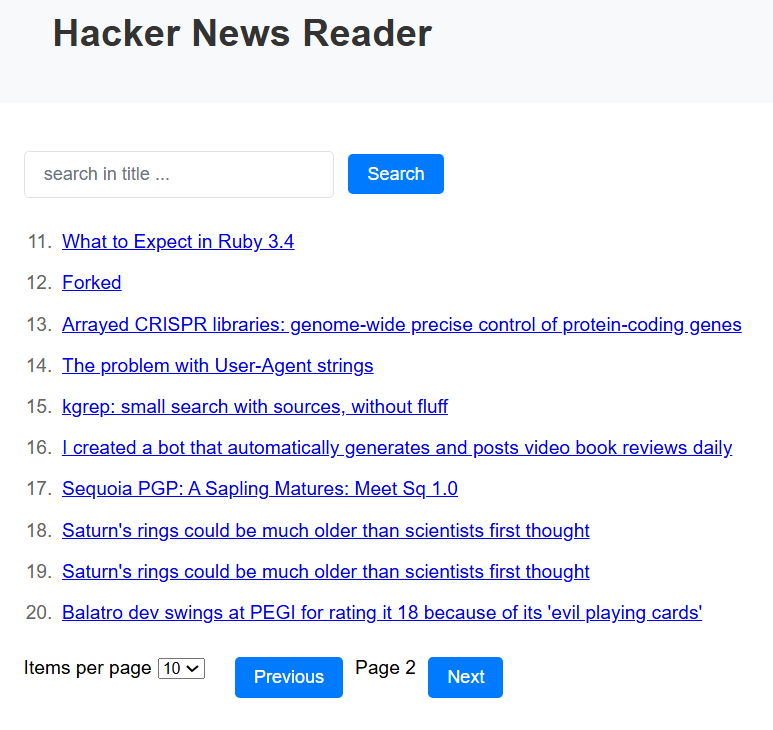 Hacker News Reader
search in title ... Search
11. What to Expect in Ruby 3.4
12. Forked
13. Arrayed CRISPR libraries: genome-wide precise control of protein-coding genes
14. The problem with User-Agent strings
15. kgrep: small search with sources, without fluff
16. I created a bot that automatically generates and posts video book reviews daily
17. Sequoia PGP: A Sapling Matures: Meet Sq 1.0
18. Saturn's rings could be much older than scientists first thought
19. Saturn's rings could be much older than scientists first thought
20. Balatro dev swings at PEGI for rating it 18 because of its 'evil playing cards'
Items per page 10 Previous Page 2 Next